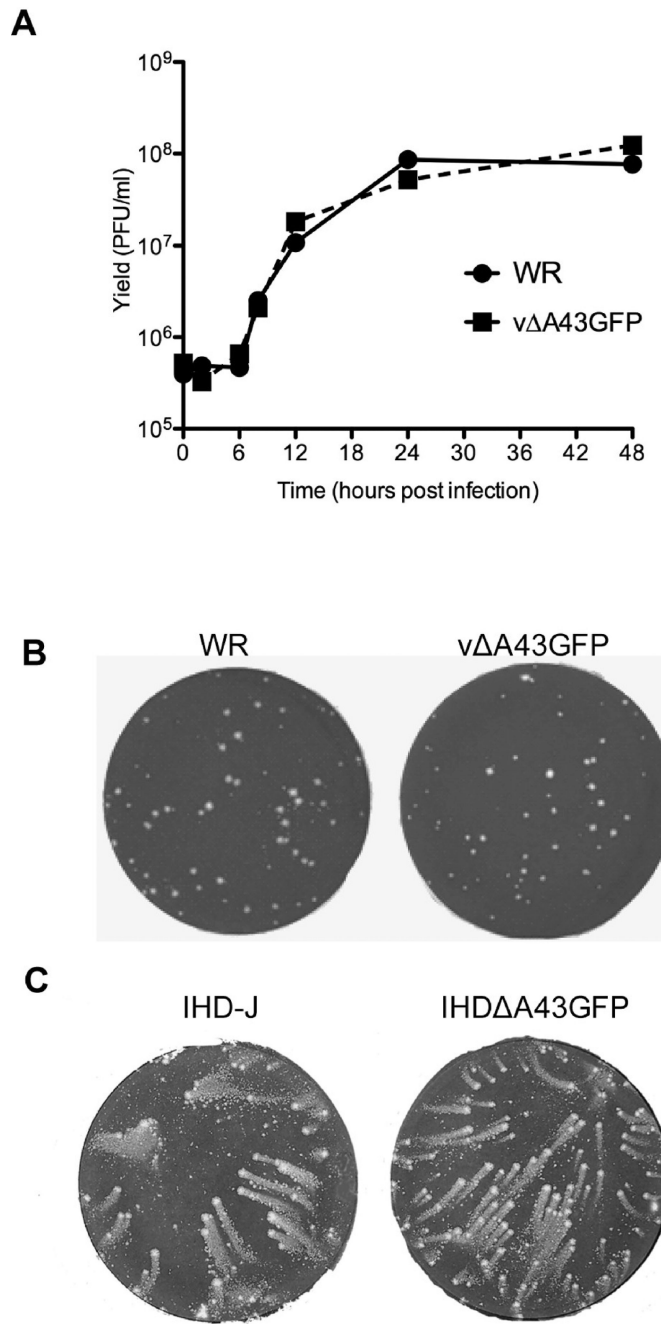 A
10⁹
10⁸
10⁷
10⁶
10⁵
Yield (PFU/ml)
WR
vΔA43GFP
0 6 12 18 24 30 36 42 48
Time (hours post infection)
B
WR vΔA43GFP
C
IHD-J IHDΔA43GFP